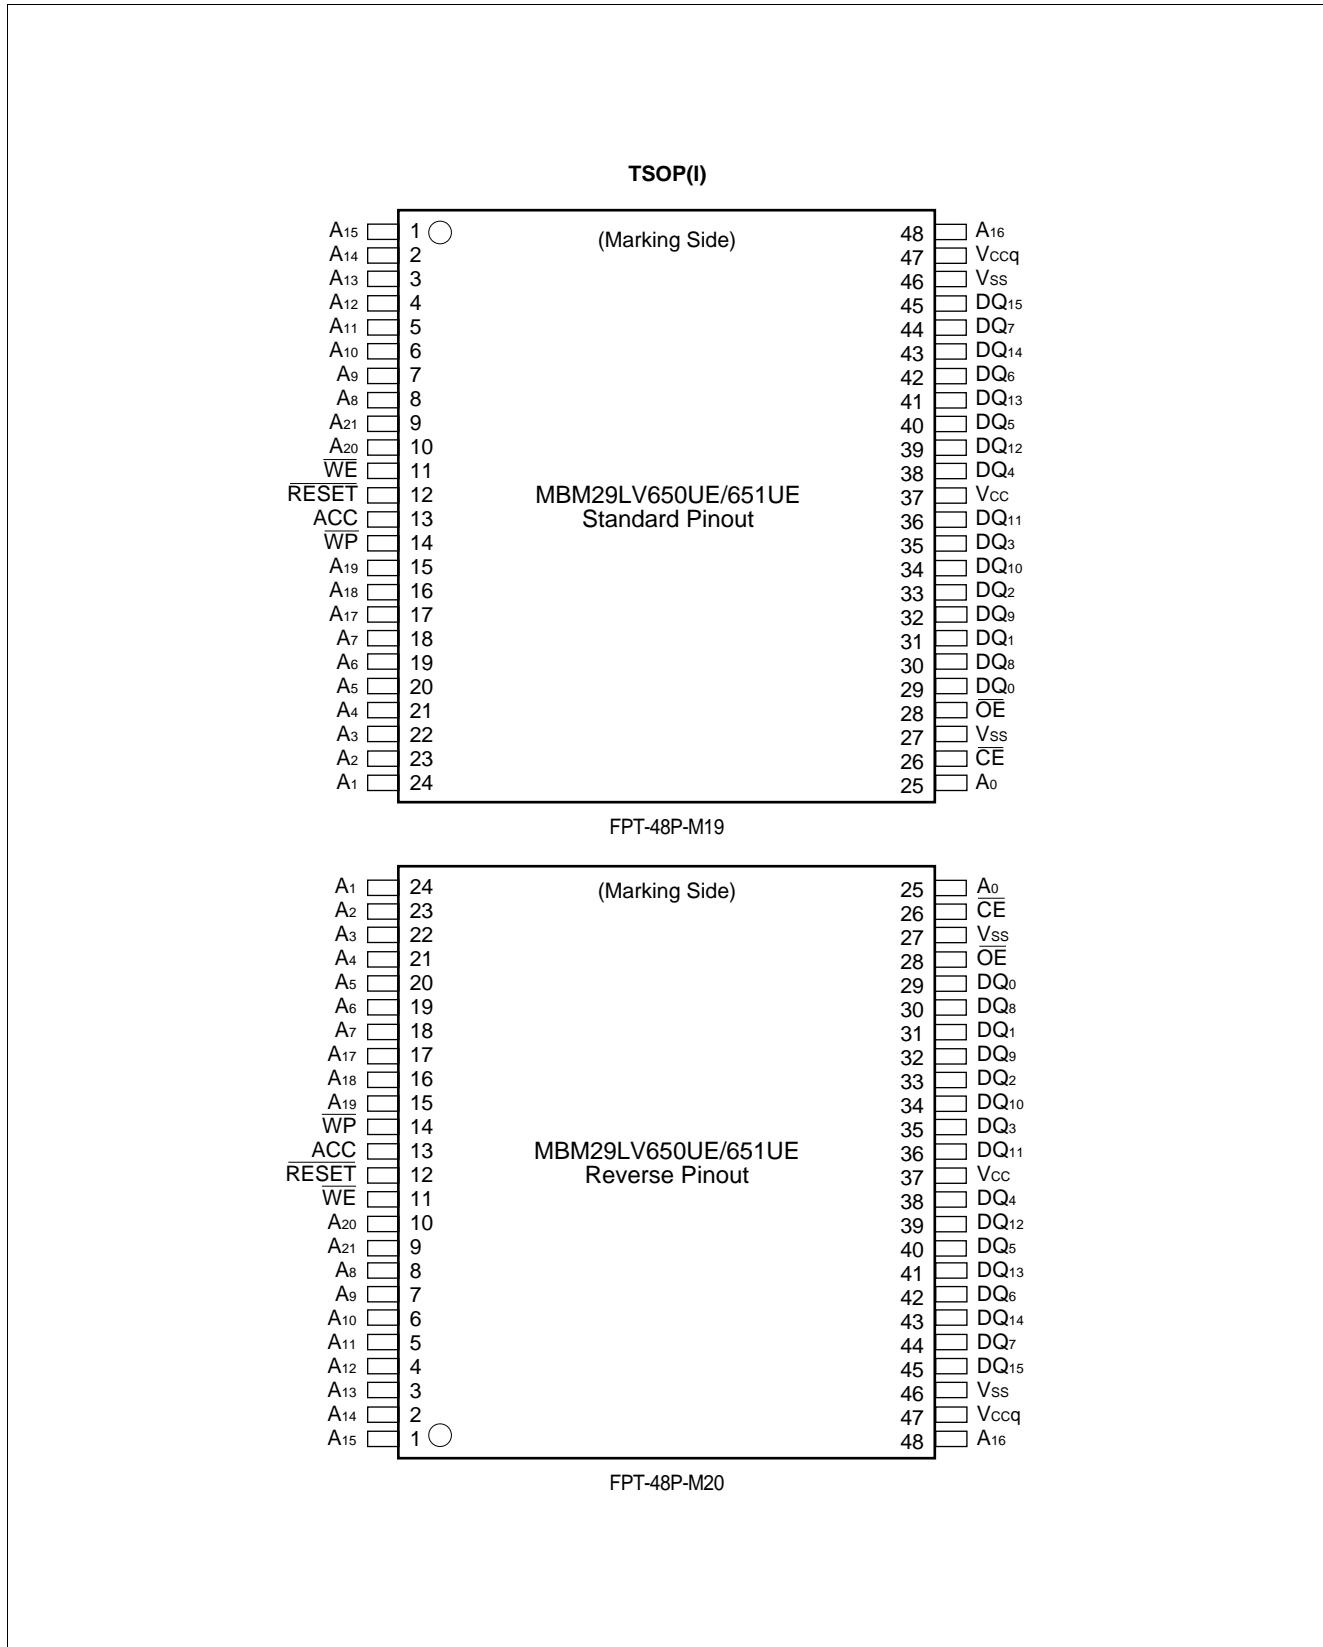 TSOP(I)
(Marking Side)
A15 1 48 A16
A14 2 47 VCCq
A13 3 46 VSS
A12 4 45 DQ15
A11 5 44 DQ7
A10 6 43 DQ14
A9 7 42 DQ6
A8 8 41 DQ13
A21 9 40 DQ5
A20 10 39 DQ12
WE 11 38 DQ4
RESET 12 37 VCC
MBM29LV650UE/651UE
Standard Pinout
ACC 13 36 DQ11
WP 14 35 DQ3
A19 15 34 DQ10
A18 16 33 DQ2
A17 17 32 DQ9
A7 18 31 DQ1
A6 19 30 DQ8
A5 20 29 DQ0
A4 21 28 OE
A3 22 27 VSS
A2 23 26 CE
A1 24 25 A0
FPT-48P-M19
(Marking Side)
A1 24 25 A0
A2 23 26 CE
A3 22 27 VSS
A4 21 28 OE
A5 20 29 DQ0
A6 19 30 DQ8
A7 18 31 DQ1
A17 17 32 DQ9
A18 16 33 DQ2
A19 15 34 DQ10
WP 14 35 DQ3
ACC 13 36 DQ11
MBM29LV650UE/651UE
Reverse Pinout
RESET 12 37 VCC
WE 11 38 DQ4
A20 10 39 DQ12
A21 9 40 DQ5
A8 8 41 DQ13
A9 7 42 DQ6
A10 6 43 DQ14
A11 5 44 DQ7
A12 4 45 DQ15
A13 3 46 VSS
A14 2 47 VCCq
A15 1 48 A16
FPT-48P-M20